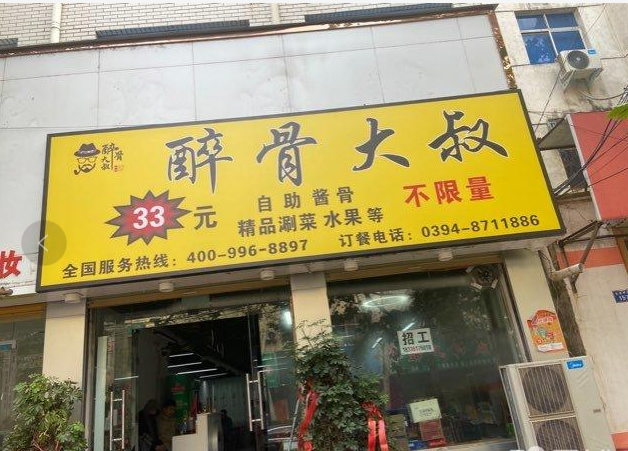 醉骨大叔
醉骨
大叔
33元
自助酱骨
精品涮菜 水果等
不限量
全国服务热线：400-996-8897
订餐电话：0394-8711886
妆
招工